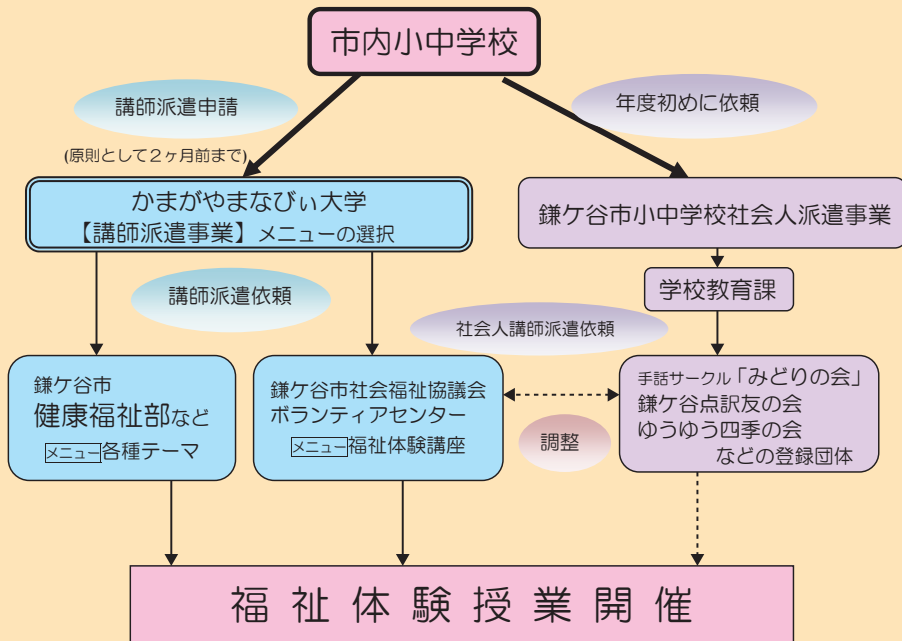 市内小中学校
講師派遣申請
年度初めに依頼
(原則として2ヶ月前まで)
かまがやまなびぃ大学
【講師派遣事業】メニューの選択
鎌ケ谷市小中学校社会人派遣事業
講師派遣依頼
学校教育課
社会人講師派遣依頼
鎌ケ谷市
健康福祉部など
メニュー各種テーマ
鎌ケ谷市社会福祉協議会
ボランティアセンター
メニュー福祉体験講座
調整
手話サークル「みどりの会」
鎌ケ谷点訳友の会
ゆうゆう四季の会
などの登録団体
福祉体験授業開催